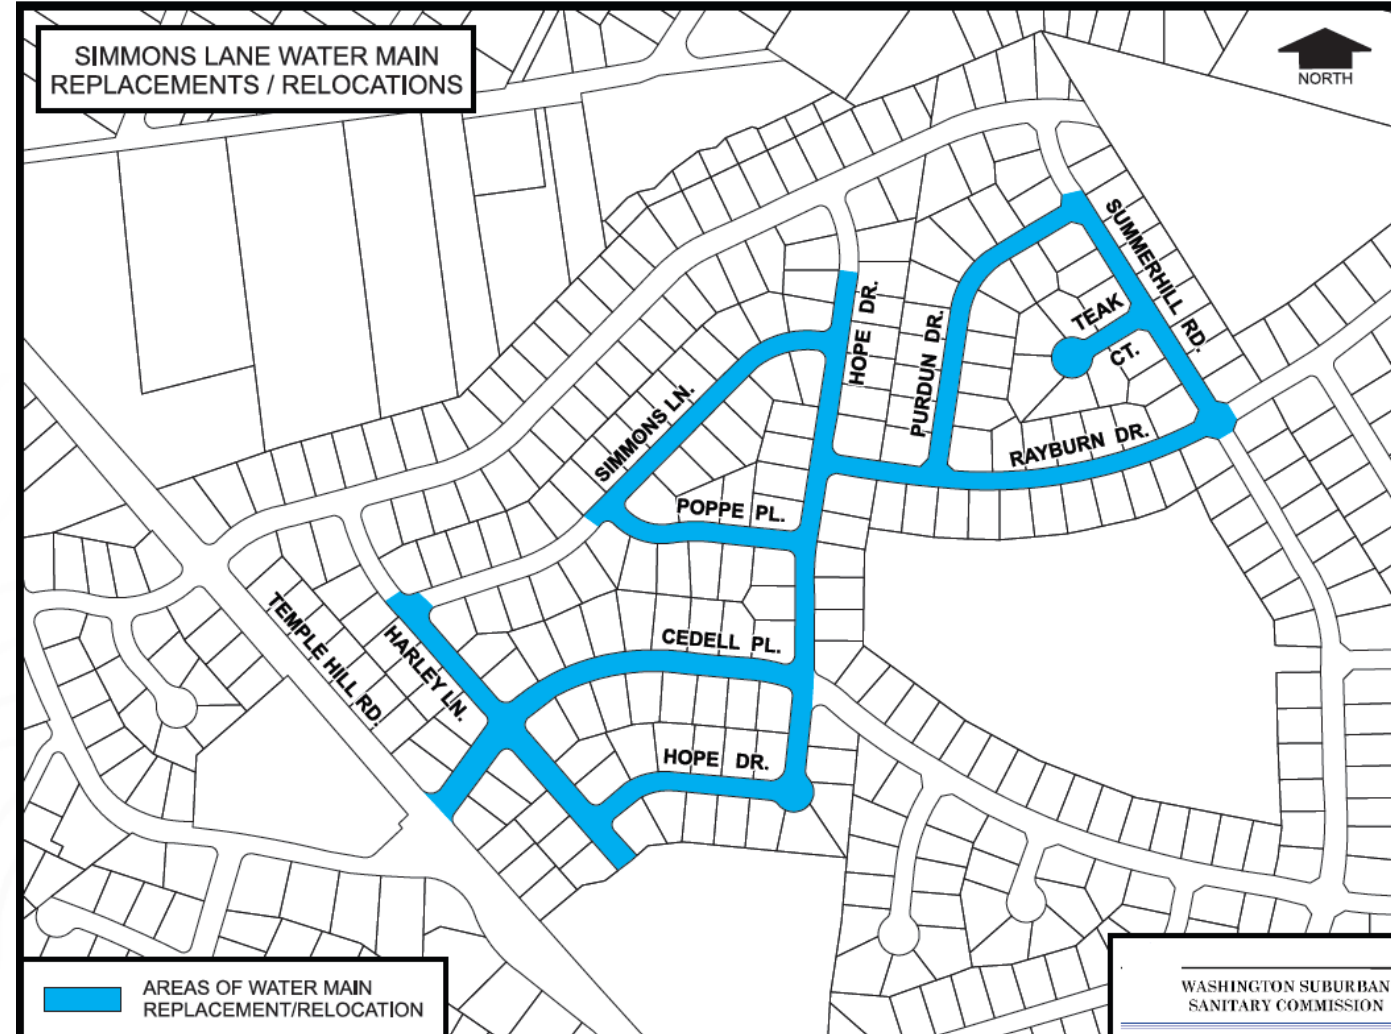 SIMMONS LANE WATER MAIN
REPLACEMENTS / RELOCATIONS
NORTH
SUMMERHILL RD.
TEAK
CT.
HOPE DR.
PURDUN DR.
SIMMONS LN.
RAYBURN DR.
POPPE PL.
TEMPLE HILL RD.
HARLEY LN.
CEDELL PL.
HOPE DR.
AREAS OF WATER MAIN
REPLACEMENT/RELOCATION
WASHINGTON SUBURBAN
SANITARY COMMISSION